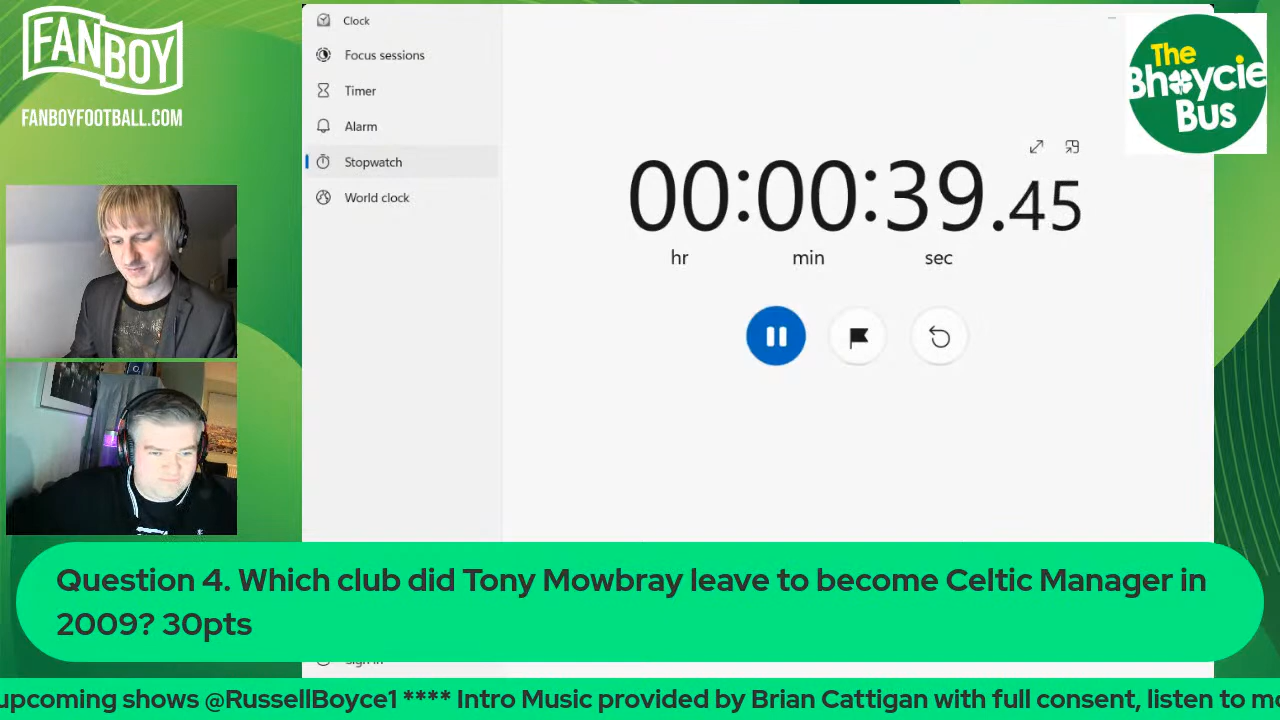 FANBOY
FANBOYFOOTBALL.COM
Clock
Focus sessions
Timer
Alarm
Stopwatch
World clock
00:00:39.45
hr min sec
The
Bhoycie
Bus
Question 4. Which club did Tony Mowbray leave to become Celtic Manager in
2009? 30pts
Sign in
upcoming shows @RussellBoyce1 **** Intro Music provided by Brian Cattigan with full consent, listen to